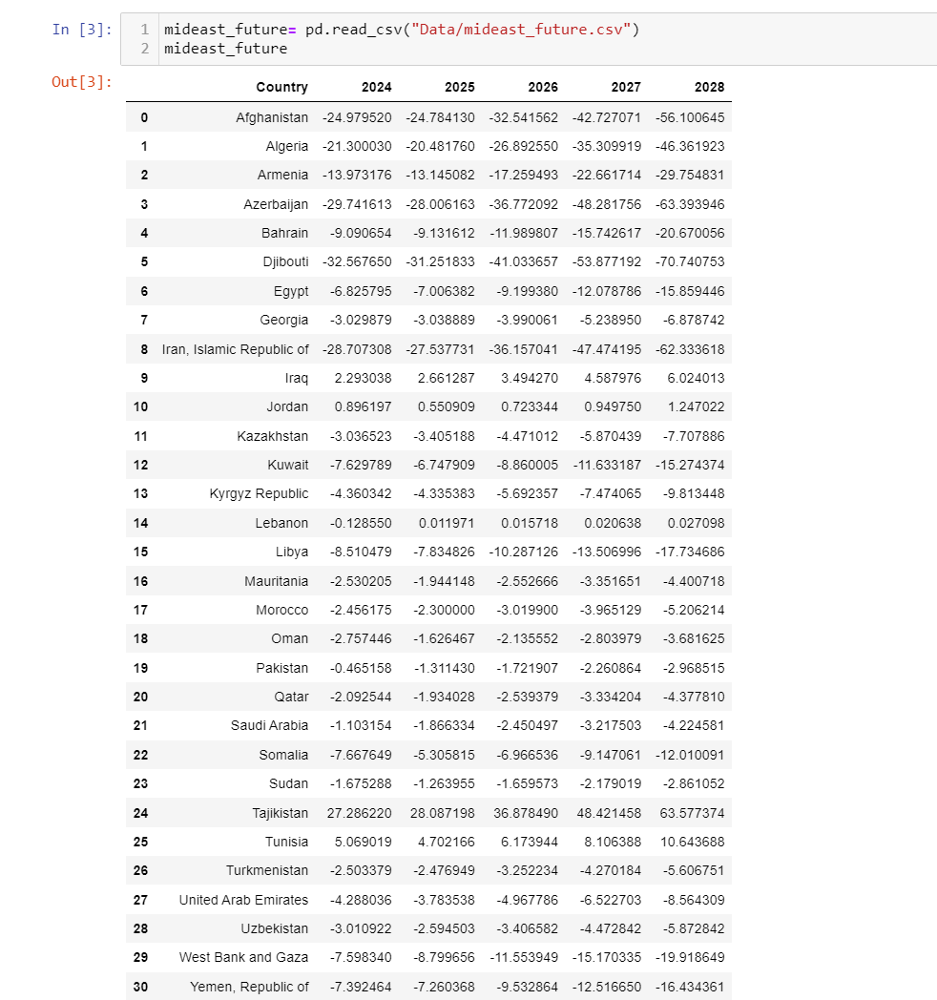 In [3]: 1 mideast_future= pd.read_csv("Data/mideast_future.csv")
2 mideast_future
Out[3]:
Country 2024 2025 2026 2027 2028
0 Afghanistan -24.979520 -24.784130 -32.541562 -42.727071 -56.100645
1 Algeria -21.300030 -20.481760 -26.892550 -35.309919 -46.361923
2 Armenia -13.973176 -13.145082 -17.259493 -22.661714 -29.754831
3 Azerbaijan -29.741613 -28.006163 -36.772092 -48.281756 -63.393946
4 Bahrain -9.090654 -9.131612 -11.989807 -15.742617 -20.670056
5 Djibouti -32.567650 -31.251833 -41.033657 -53.877192 -70.740753
6 Egypt -6.825795 -7.006382 -9.199380 -12.078786 -15.859446
7 Georgia -3.029879 -3.038889 -3.990061 -5.238950 -6.878742
8 Iran, Islamic Republic of -28.707308 -27.537731 -36.157041 -47.474195 -62.333618
9 Iraq 2.293038 2.661287 3.494270 4.587976 6.024013
10 Jordan 0.896197 0.550909 0.723344 0.949750 1.247022
11 Kazakhstan -3.036523 -3.405188 -4.471012 -5.870439 -7.707886
12 Kuwait -7.629789 -6.747909 -8.860005 -11.633187 -15.274374
13 Kyrgyz Republic -4.360342 -4.335383 -5.692357 -7.474065 -9.813448
14 Lebanon -0.128550 0.011971 0.015718 0.020638 0.027098
15 Libya -8.510479 -7.834826 -10.287126 -13.506996 -17.734686
16 Mauritania -2.530205 -1.944148 -2.552666 -3.351651 -4.400718
17 Morocco -2.456175 -2.300000 -3.019900 -3.965129 -5.206214
18 Oman -2.757446 -1.626467 -2.135552 -2.803979 -3.681625
19 Pakistan -0.465158 -1.311430 -1.721907 -2.260864 -2.968515
20 Qatar -2.092544 -1.934028 -2.539379 -3.334204 -4.377810
21 Saudi Arabia -1.103154 -1.866334 -2.450497 -3.217503 -4.224581
22 Somalia -7.667649 -5.305815 -6.966536 -9.147061 -12.010091
23 Sudan -1.675288 -1.263955 -1.659573 -2.179019 -2.861052
24 Tajikistan 27.286220 28.087198 36.878490 48.421458 63.577374
25 Tunisia 5.069019 4.702166 6.173944 8.106388 10.643688
26 Turkmenistan -2.503379 -2.476949 -3.252234 -4.270184 -5.606751
27 United Arab Emirates -4.288036 -3.783538 -4.967786 -6.522703 -8.564309
28 Uzbekistan -3.010922 -2.594503 -3.406582 -4.472842 -5.872842
29 West Bank and Gaza -7.598340 -8.799656 -11.553949 -15.170335 -19.918649
30 Yemen, Republic of -7.392464 -7.260368 -9.532864 -12.516650 -16.434361